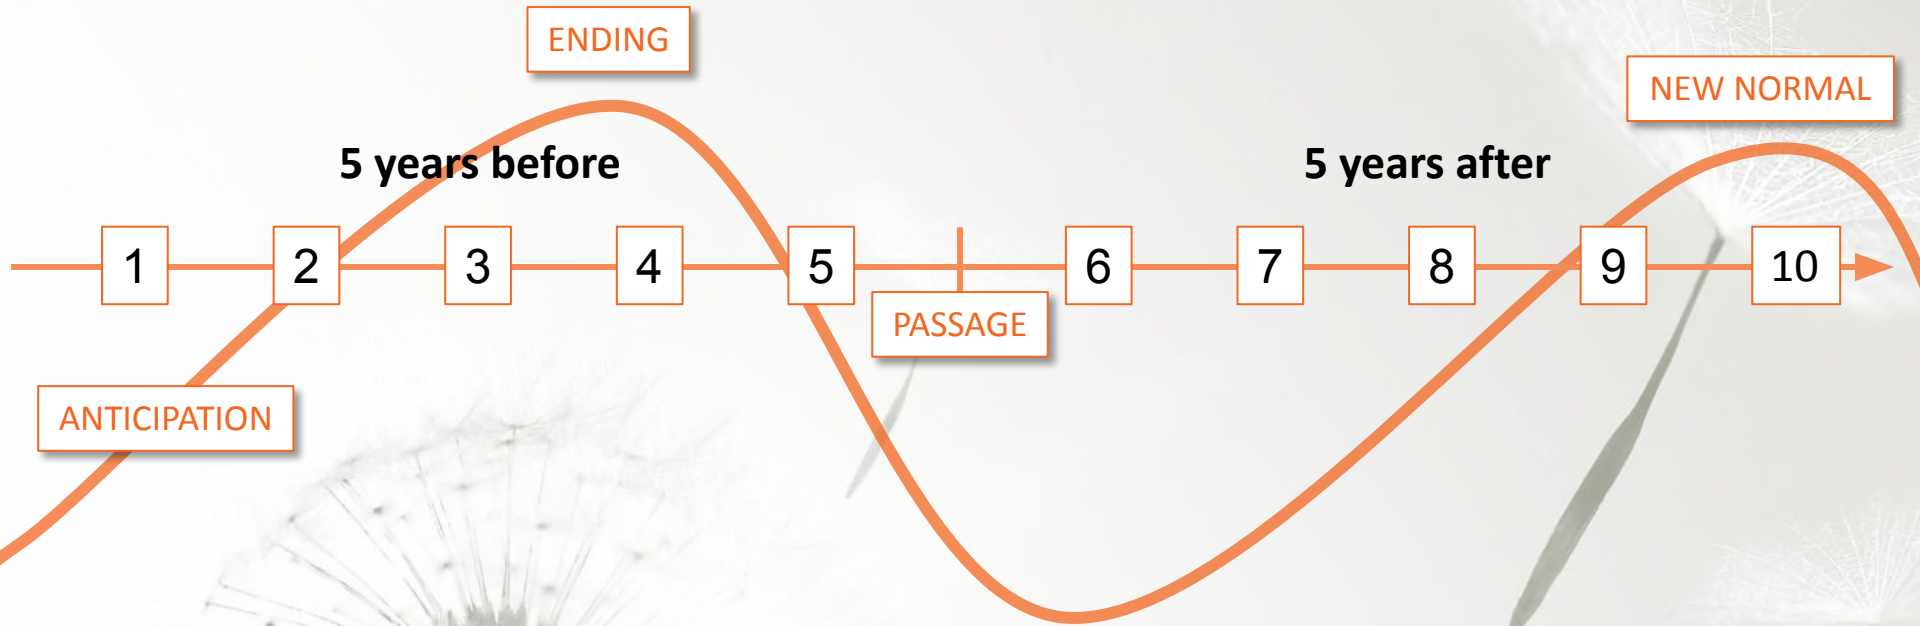 ENDING
NEW NORMAL
5 years before
5 years after
1 2 3 4 5 6 7 8 9 10
PASSAGE
ANTICIPATION